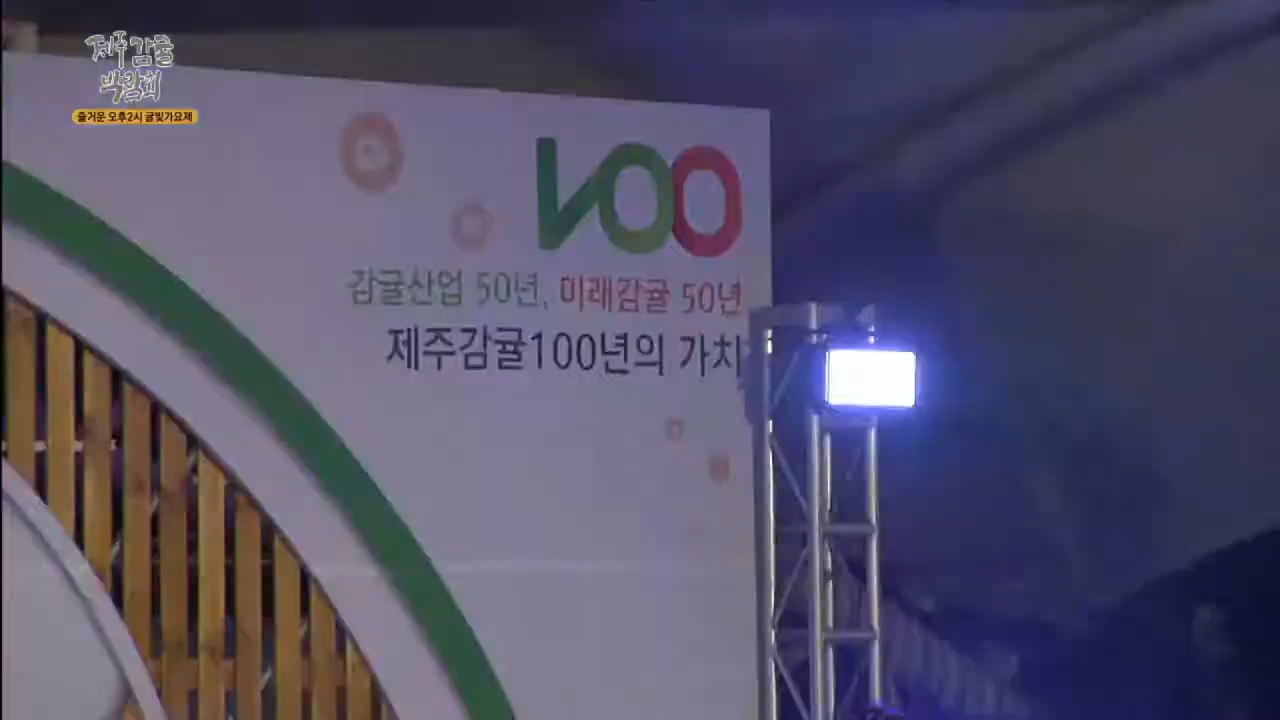 제주감귤
박람회
즐거운 오후2시 귤빛가요제
100
감귤산업 50년, 미래감귤 50년
제주감귤100년의 가치